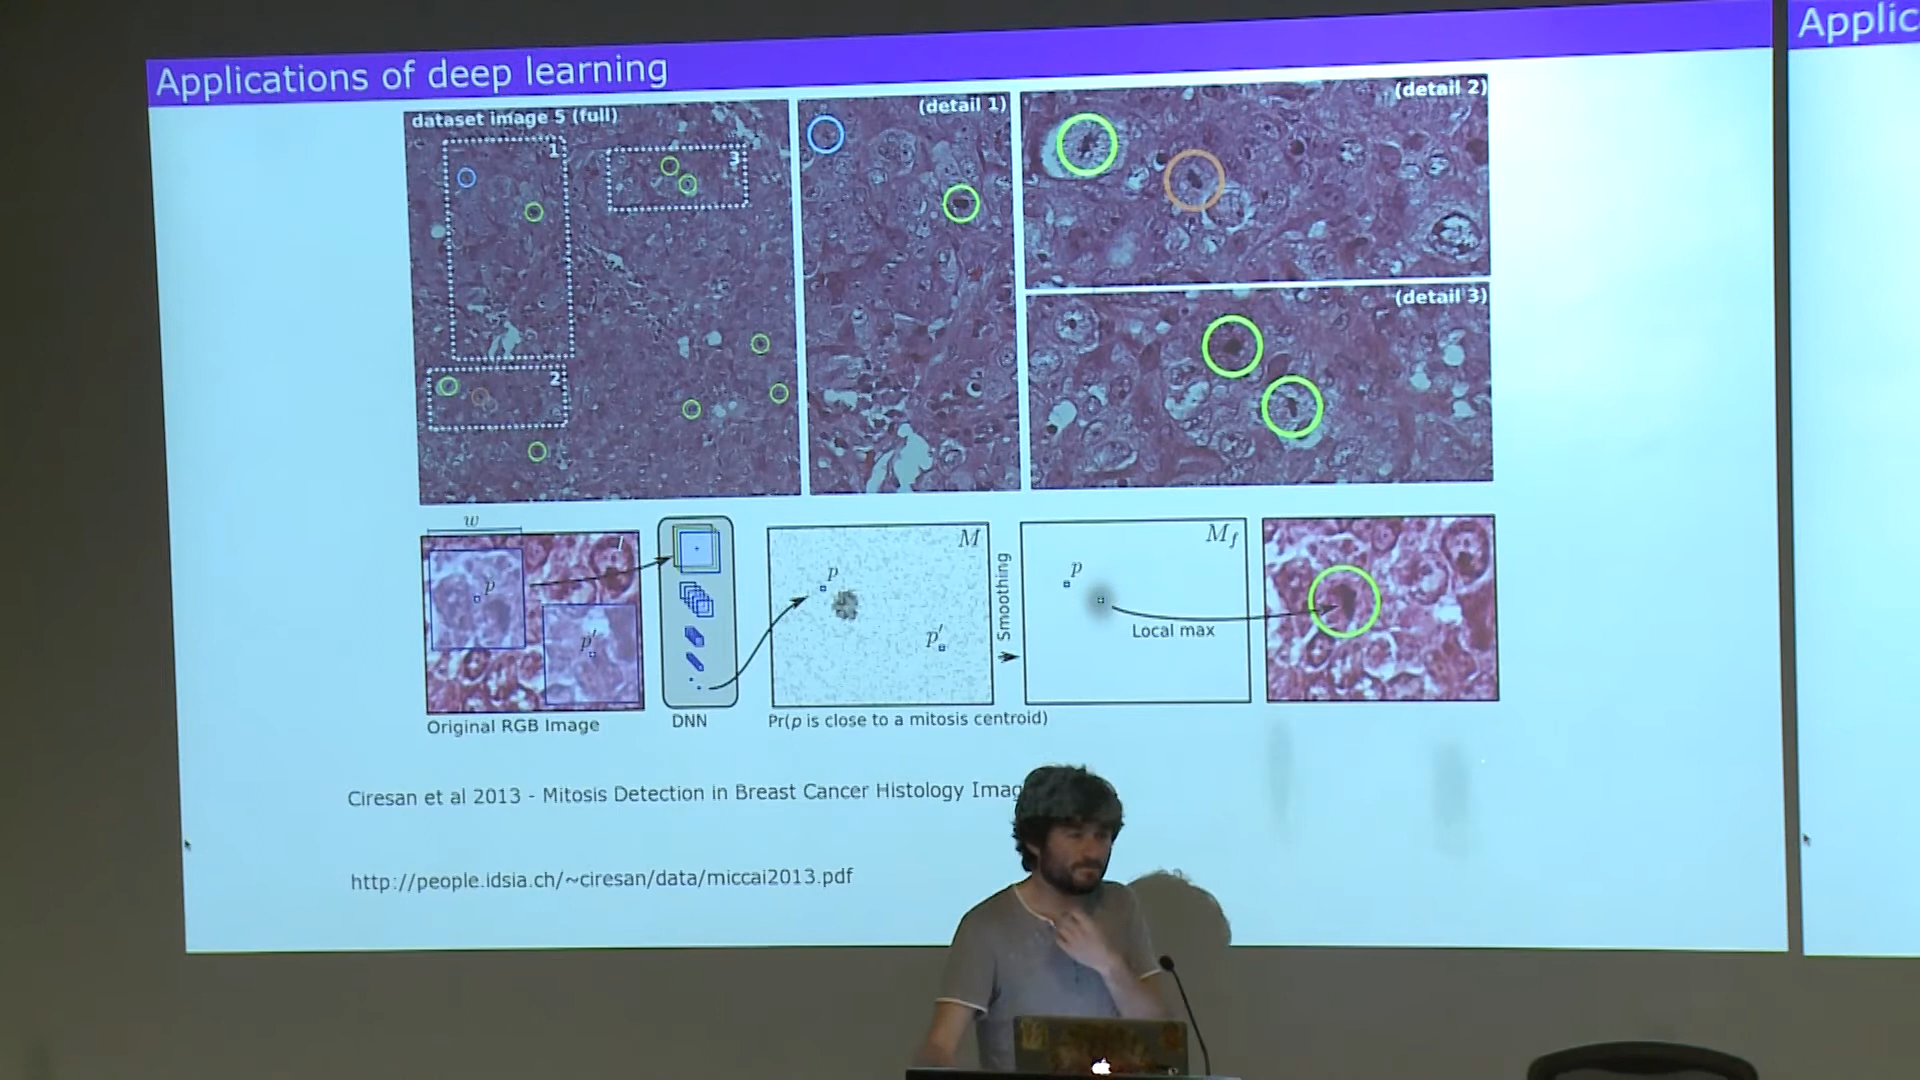 Applications of deep learning
Applic
dataset image 5 (full)
(detail 1)
(detail 2)
1
3
(detail 3)
2
w
I
p
p'
Original RGB Image
DNN
M
p
p'
Pr(p is close to a mitosis centroid)
Smoothing
Mf
p
Local max
Ciresan et al 2013 - Mitosis Detection in Breast Cancer Histology Imag
http://people.idsia.ch/~ciresan/data/miccai2013.pdf